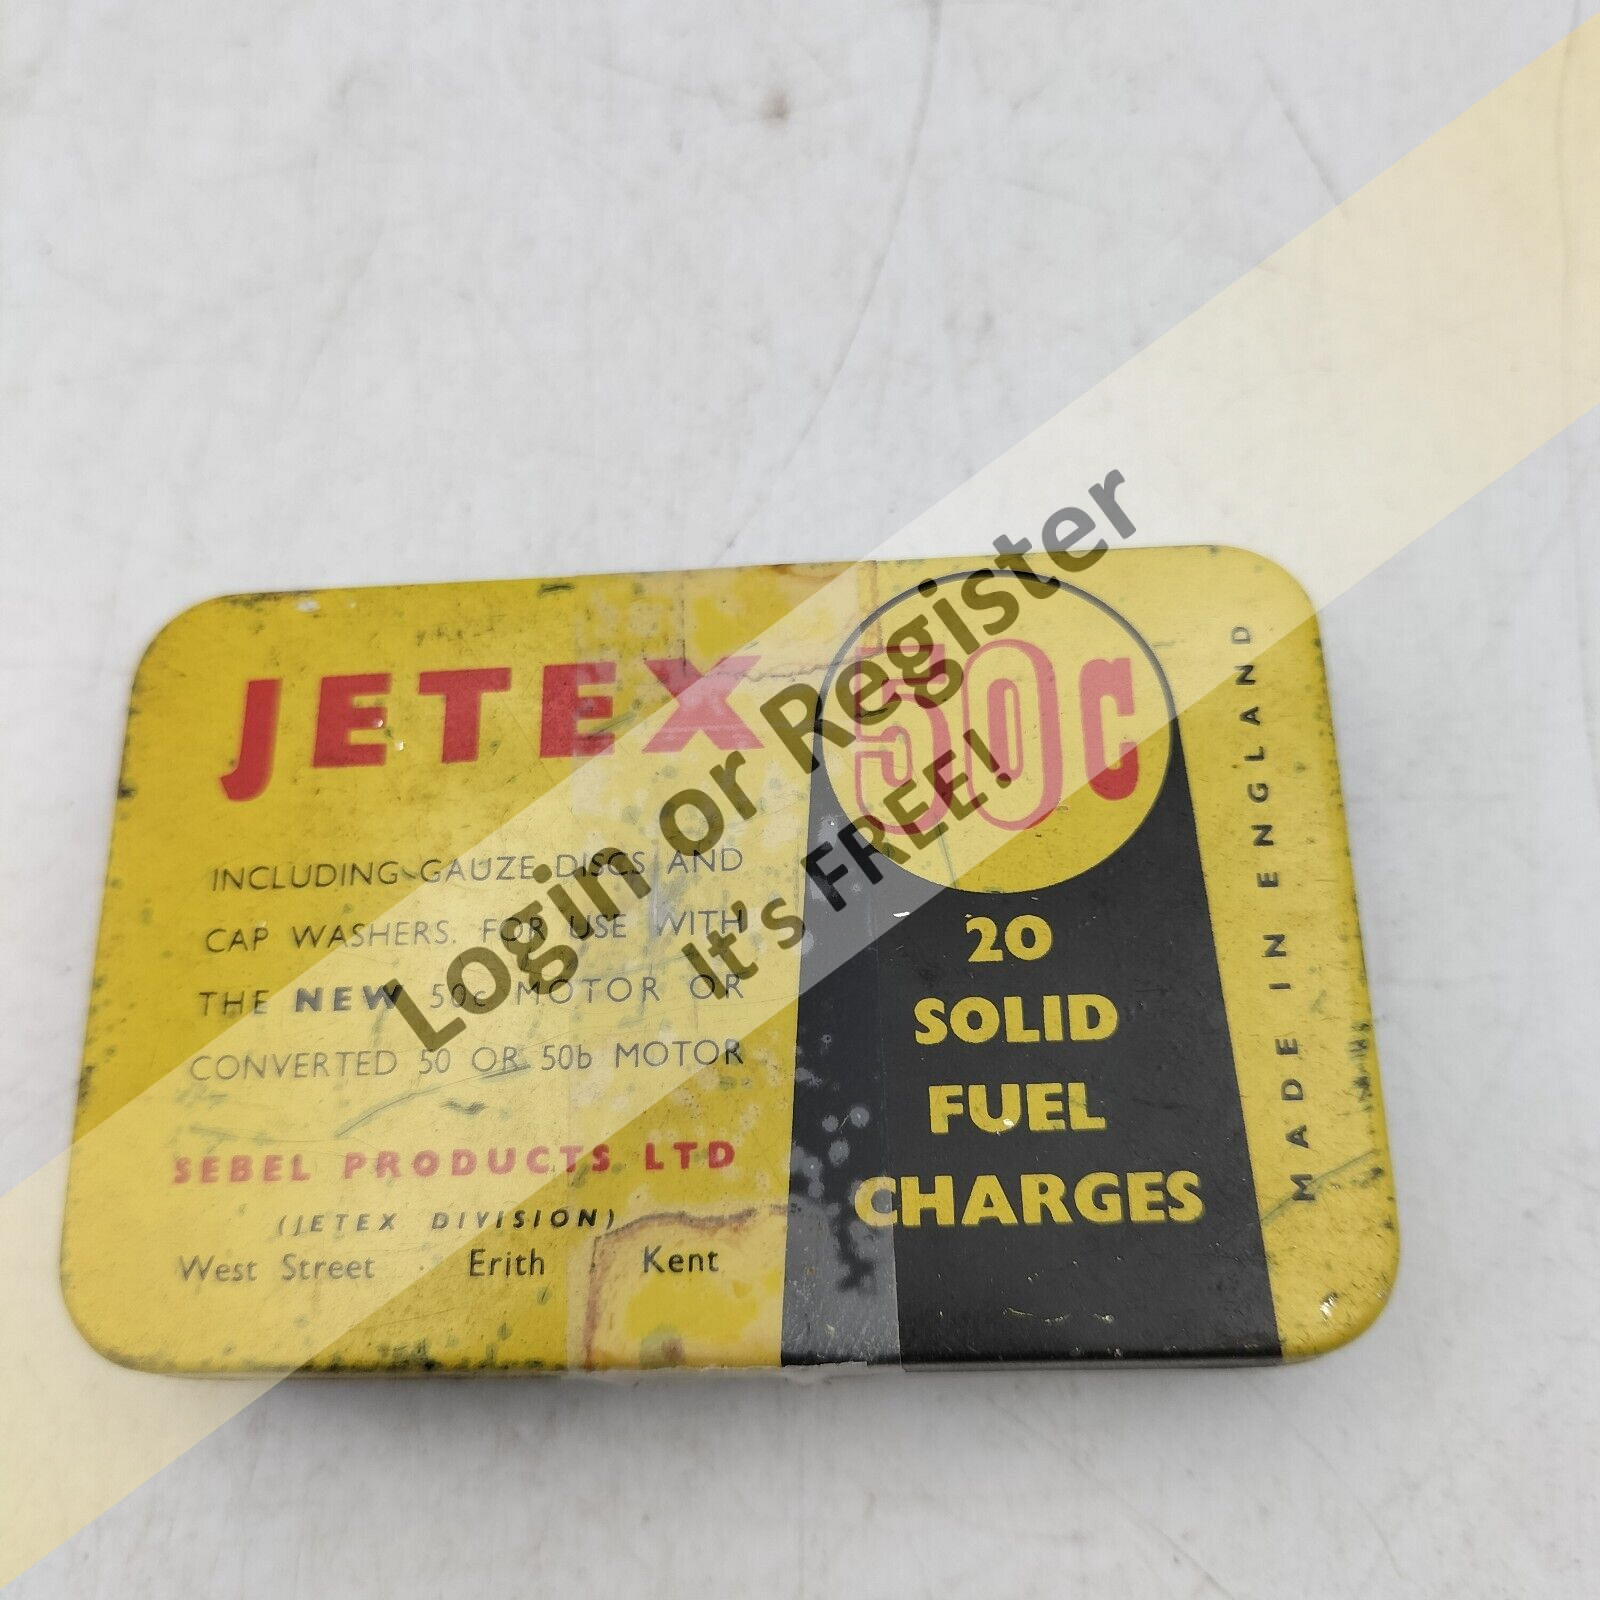 JETEX
INCLUDING GAUZE DISCS AND
CAP WASHERS. FOR USE WITH
THE NEW 50c MOTOR OR
CONVERTED 50 OR 50b MOTOR
SEBEL PRODUCTS LTD
(JETEX DIVISION)
West Street · Erith · Kent
50c
20
SOLID
FUEL
CHARGES
MADE IN ENGLAND
Login or Register
It's FREE!